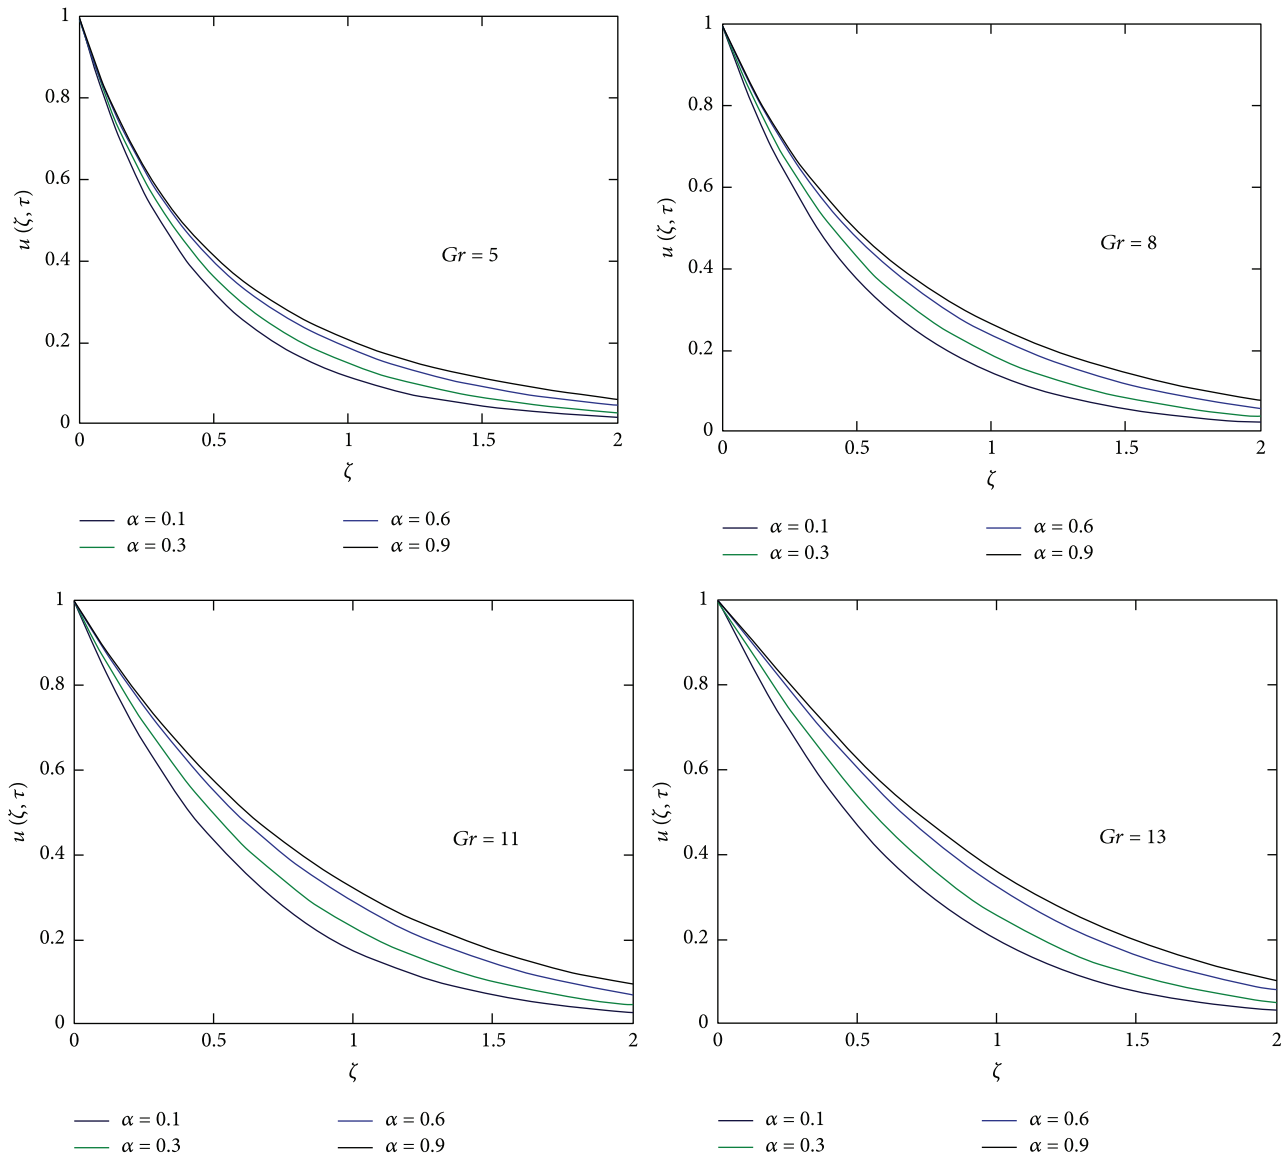 1
0.8
0.6
0.4
0.2
0
u (ζ, τ)
Gr = 5
0 0.5 1 1.5 2
ζ
α = 0.1 α = 0.6
α = 0.3 α = 0.9
1
0.8
0.6
0.4
0.2
0
u (ζ, τ)
Gr = 8
0 0.5 1 1.5 2
ζ
α = 0.1 α = 0.6
α = 0.3 α = 0.9
1
0.8
0.6
0.4
0.2
0
u (ζ, τ)
Gr = 11
0 0.5 1 1.5 2
ζ
α = 0.1 α = 0.6
α = 0.3 α = 0.9
1
0.8
0.6
0.4
0.2
0
u (ζ, τ)
Gr = 13
0 0.5 1 1.5 2
ζ
α = 0.1 α = 0.6
α = 0.3 α = 0.9